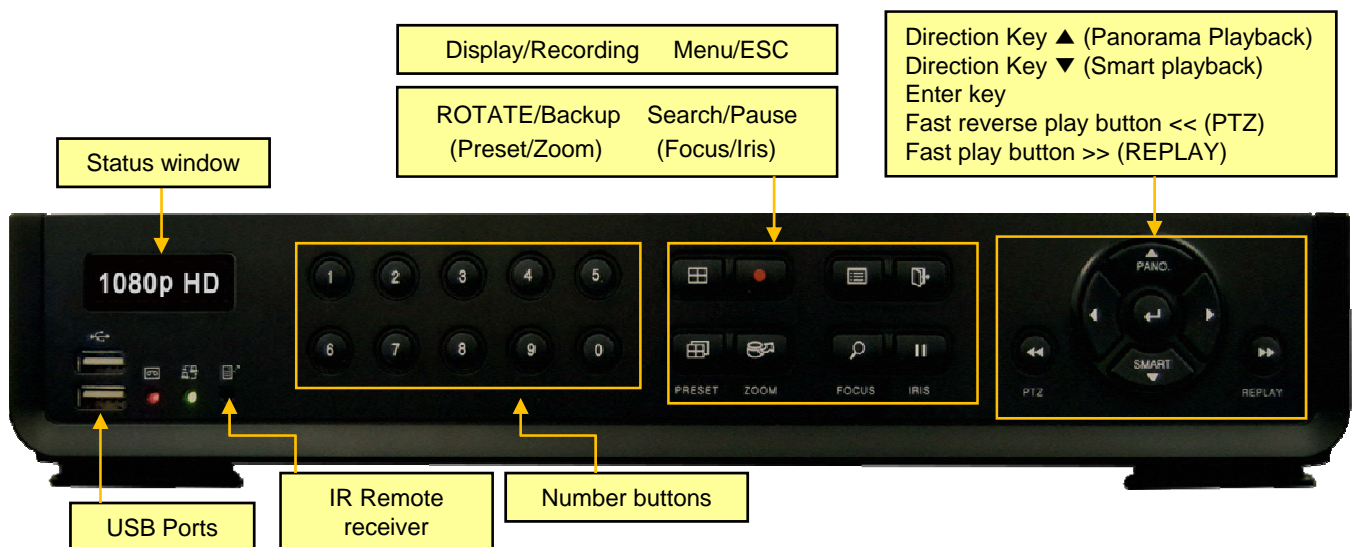 Display/Recording Menu/ESC
ROTATE/Backup Search/Pause
(Preset/Zoom) (Focus/Iris)
Direction Key ▲ (Panorama Playback)
Direction Key ▼ (Smart playback)
Enter key
Fast reverse play button << (PTZ)
Fast play button >> (REPLAY)
Status window
1080p HD
1 2 3 4 5
6 7 8 9 0
PRESET ZOOM FOCUS IRIS
PANO.
SMART
PTZ
REPLAY
USB Ports
IR Remote
receiver
Number buttons